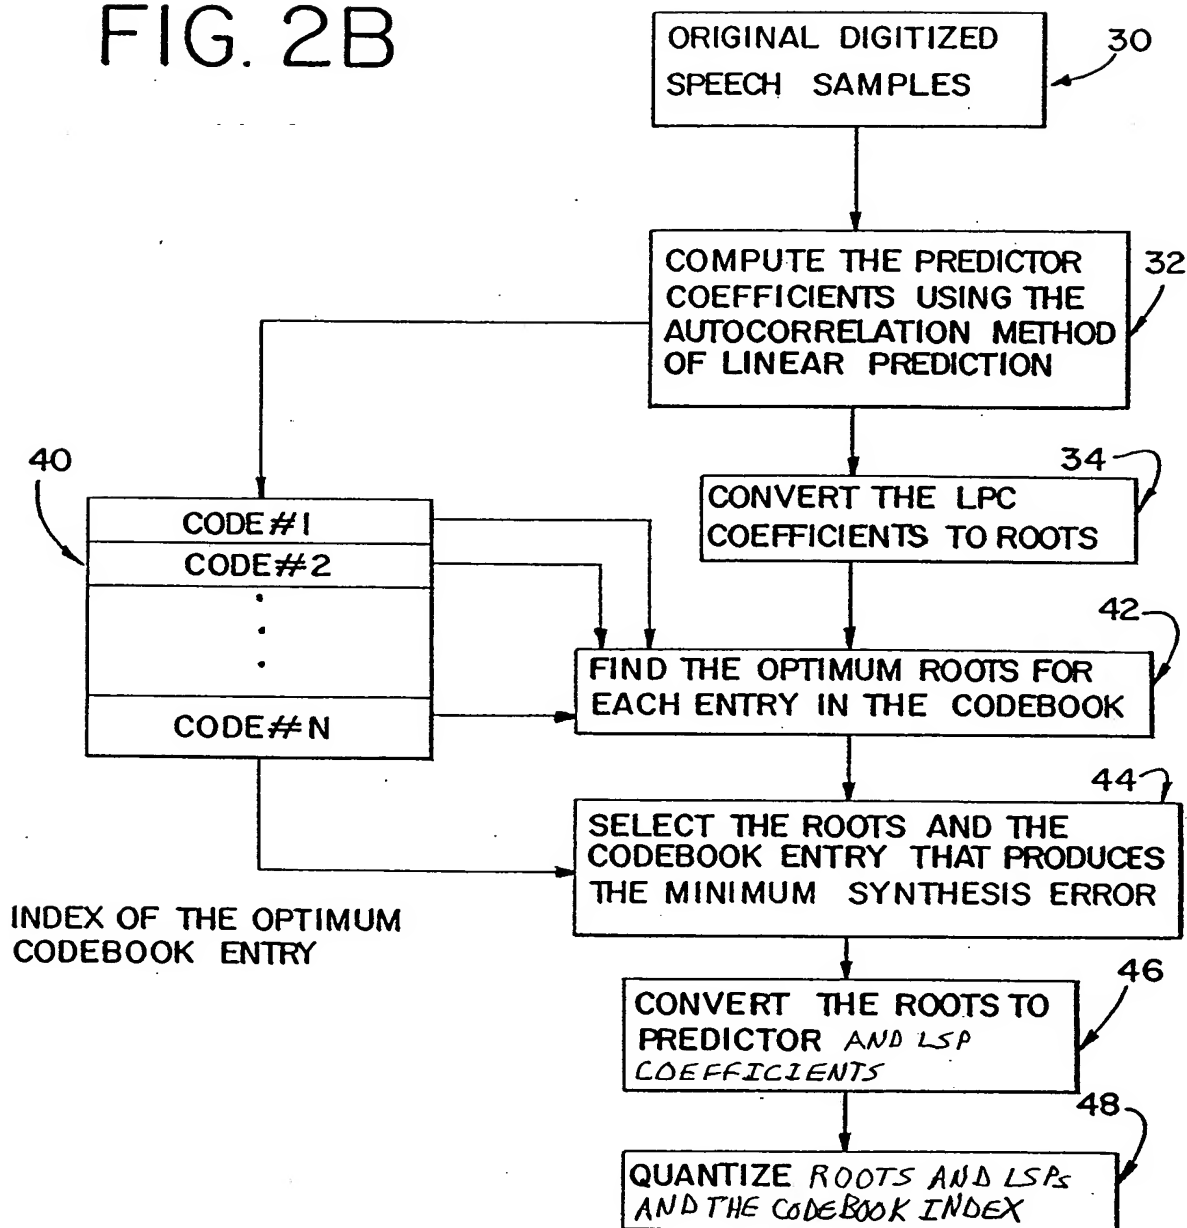 FIG. 2B
ORIGINAL DIGITIZED
SPEECH SAMPLES
30
COMPUTE THE PREDICTOR
COEFFICIENTS USING THE
AUTOCORRELATION METHOD
OF LINEAR PREDICTION
32
34
CONVERT THE LPC
COEFFICIENTS TO ROOTS
40
CODE#1
CODE#2
CODE#N
42
FIND THE OPTIMUM ROOTS FOR
EACH ENTRY IN THE CODEBOOK
44
SELECT THE ROOTS AND THE
CODEBOOK ENTRY THAT PRODUCES
THE MINIMUM SYNTHESIS ERROR
INDEX OF THE OPTIMUM
CODEBOOK ENTRY
46
CONVERT THE ROOTS TO
PREDICTOR AND LSP
COEFFICIENTS
48
QUANTIZE ROOTS AND LSPs
AND THE CODEBOOK INDEX